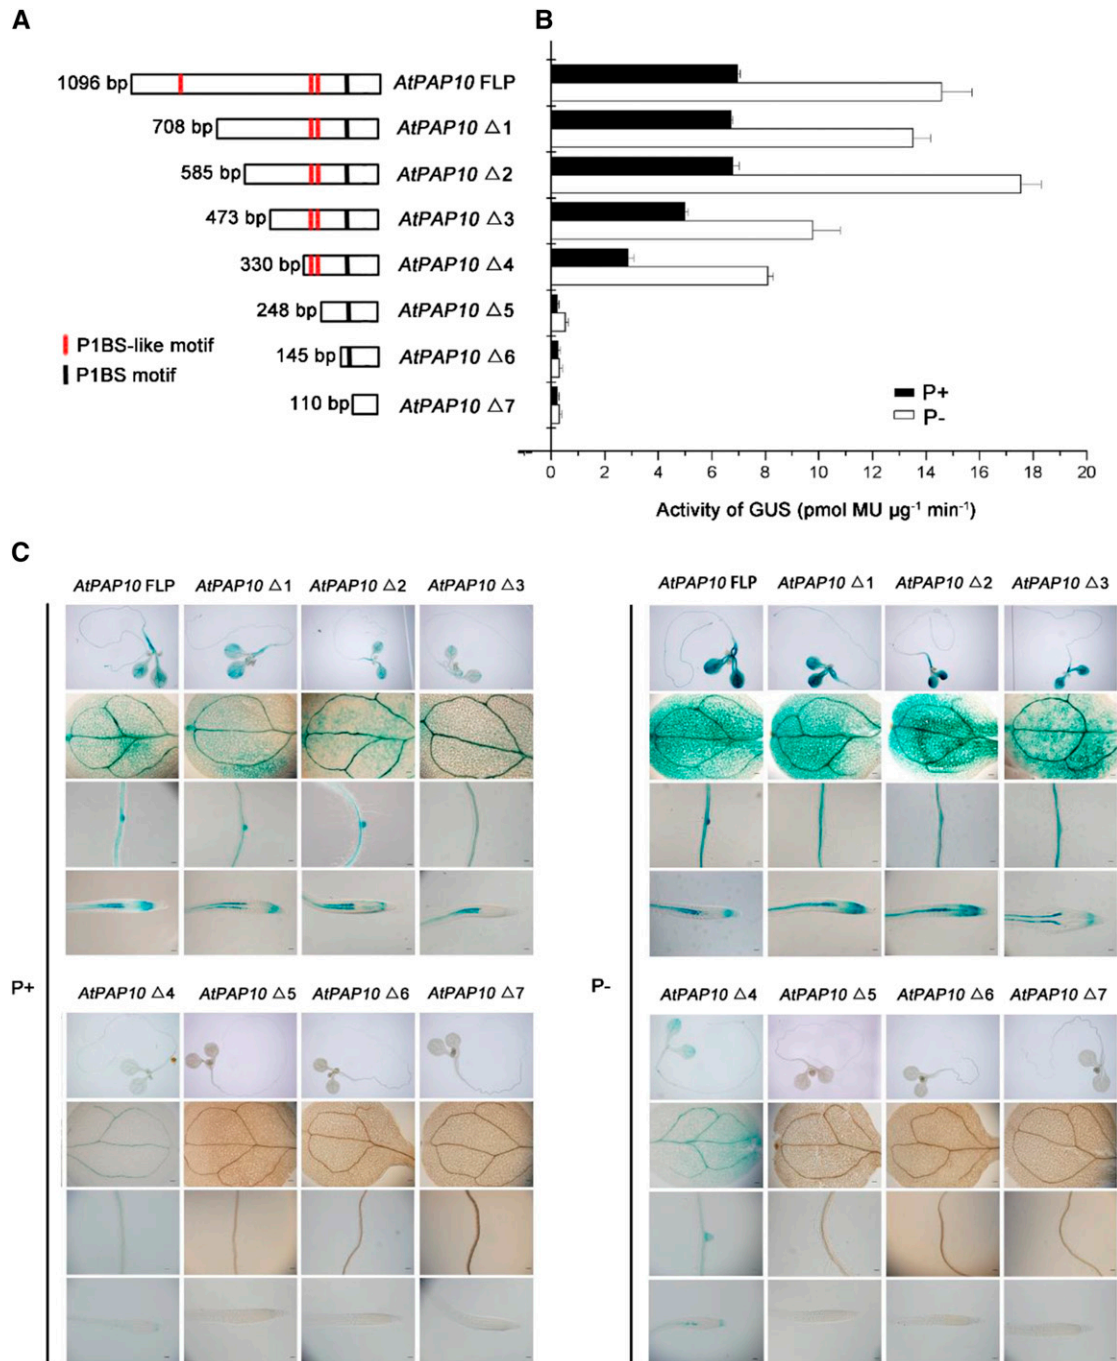 A
B
1096 bp AtPAP10 FLP
708 bp AtPAP10 △1
585 bp AtPAP10 △2
473 bp AtPAP10 △3
330 bp AtPAP10 △4
248 bp AtPAP10 △5
145 bp AtPAP10 △6
110 bp AtPAP10 △7
P1BS-like motif
P1BS motif
P+
P-
0 2 4 6 8 10 12 14 16 18 20
Activity of GUS (pmol MU µg⁻¹ min⁻¹)
C
AtPAP10 FLP AtPAP10 △1 AtPAP10 △2 AtPAP10 △3
AtPAP10 FLP AtPAP10 △1 AtPAP10 △2 AtPAP10 △3
P+
AtPAP10 △4 AtPAP10 △5 AtPAP10 △6 AtPAP10 △7
P-
AtPAP10 △4 AtPAP10 △5 AtPAP10 △6 AtPAP10 △7